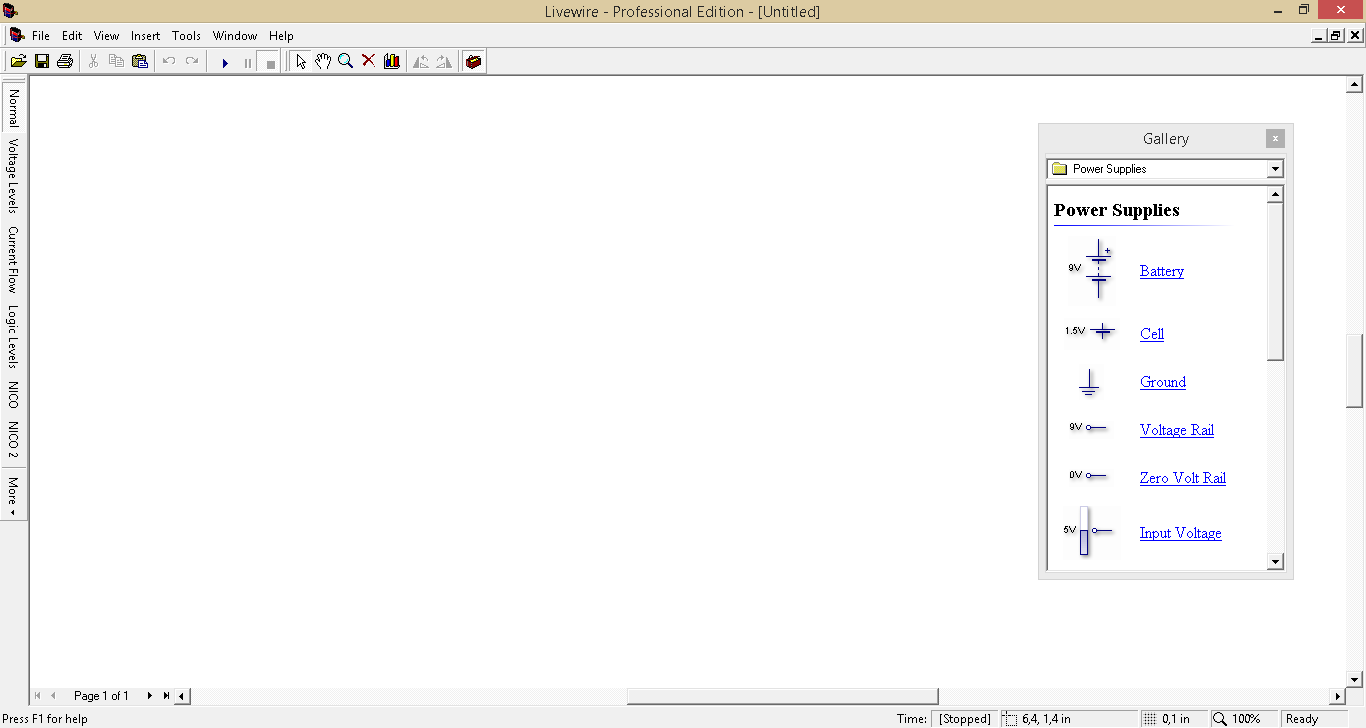 Livewire - Professional Edition - [Untitled]
File Edit View Insert Tools Window Help
Normal
Voltage Levels
Current Flow
Logic Levels
NICO
NICO 2
More
Gallery
Power Supplies
Power Supplies
9V + Battery
1.5V Cell
Ground
9V Voltage Rail
0V Zero Volt Rail
5V Input Voltage
Page 1 of 1
Press F1 for help Time: [Stopped] 6,4, 1,4 in 0,1 in 100% Ready